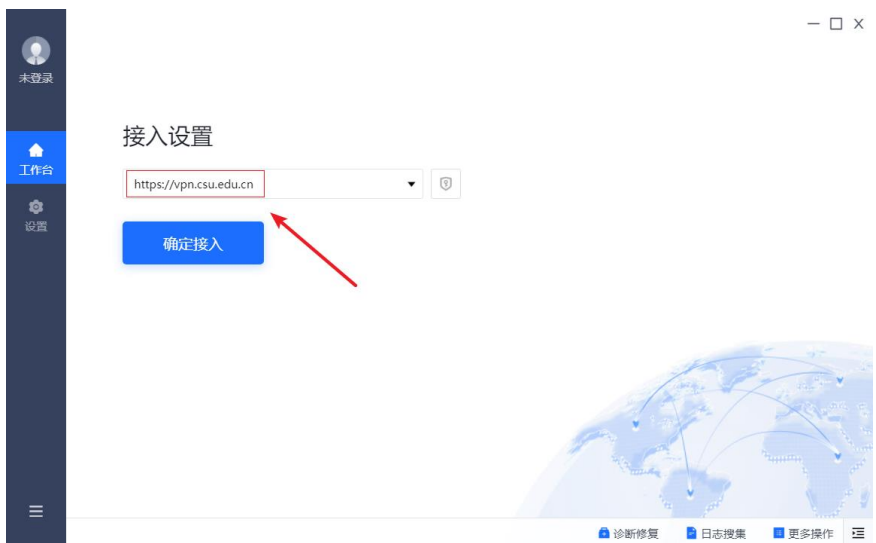 未登录
工作台
设置
接入设置
https://vpn.csu.edu.cn
确定接入
诊断修复 日志搜集 更多操作